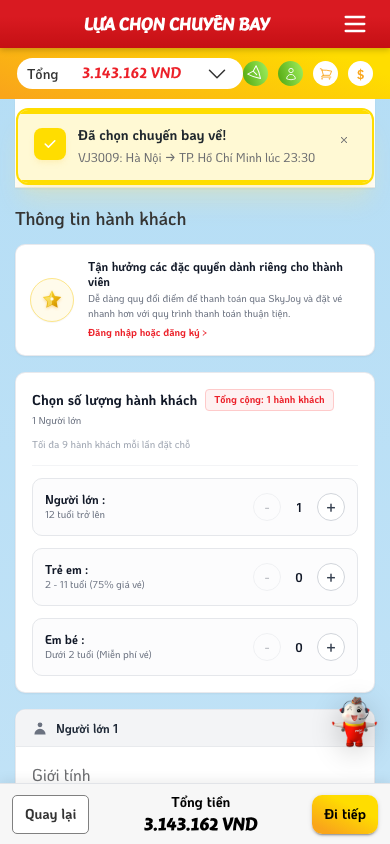 LỰA CHỌN CHUYẾN BAY
Tổng 3.143.162 VND
$
Đã chọn chuyến bay về!
VJ3009: Hà Nội → TP. Hồ Chí Minh lúc 23:30
Thông tin hành khách
Tận hưởng các đặc quyền dành riêng cho thành
viên
Dễ dàng quy đổi điểm để thanh toán qua SkyJoy và đặt vé
nhanh hơn với quy trình thanh toán thuận tiện.
Đăng nhập hoặc đăng ký >
Chọn số lượng hành khách Tổng cộng: 1 hành khách
1 Người lớn
Tối đa 9 hành khách mỗi lần đặt chỗ
Người lớn :
12 tuổi trở lên
- 1 +
Trẻ em :
2 - 11 tuổi (75% giá vé)
- 0 +
Em bé :
Dưới 2 tuổi (Miễn phí vé)
- 0 +
Người lớn 1
Giới tính
Quay lại
Tổng tiền
3.143.162 VND
Đi tiếp